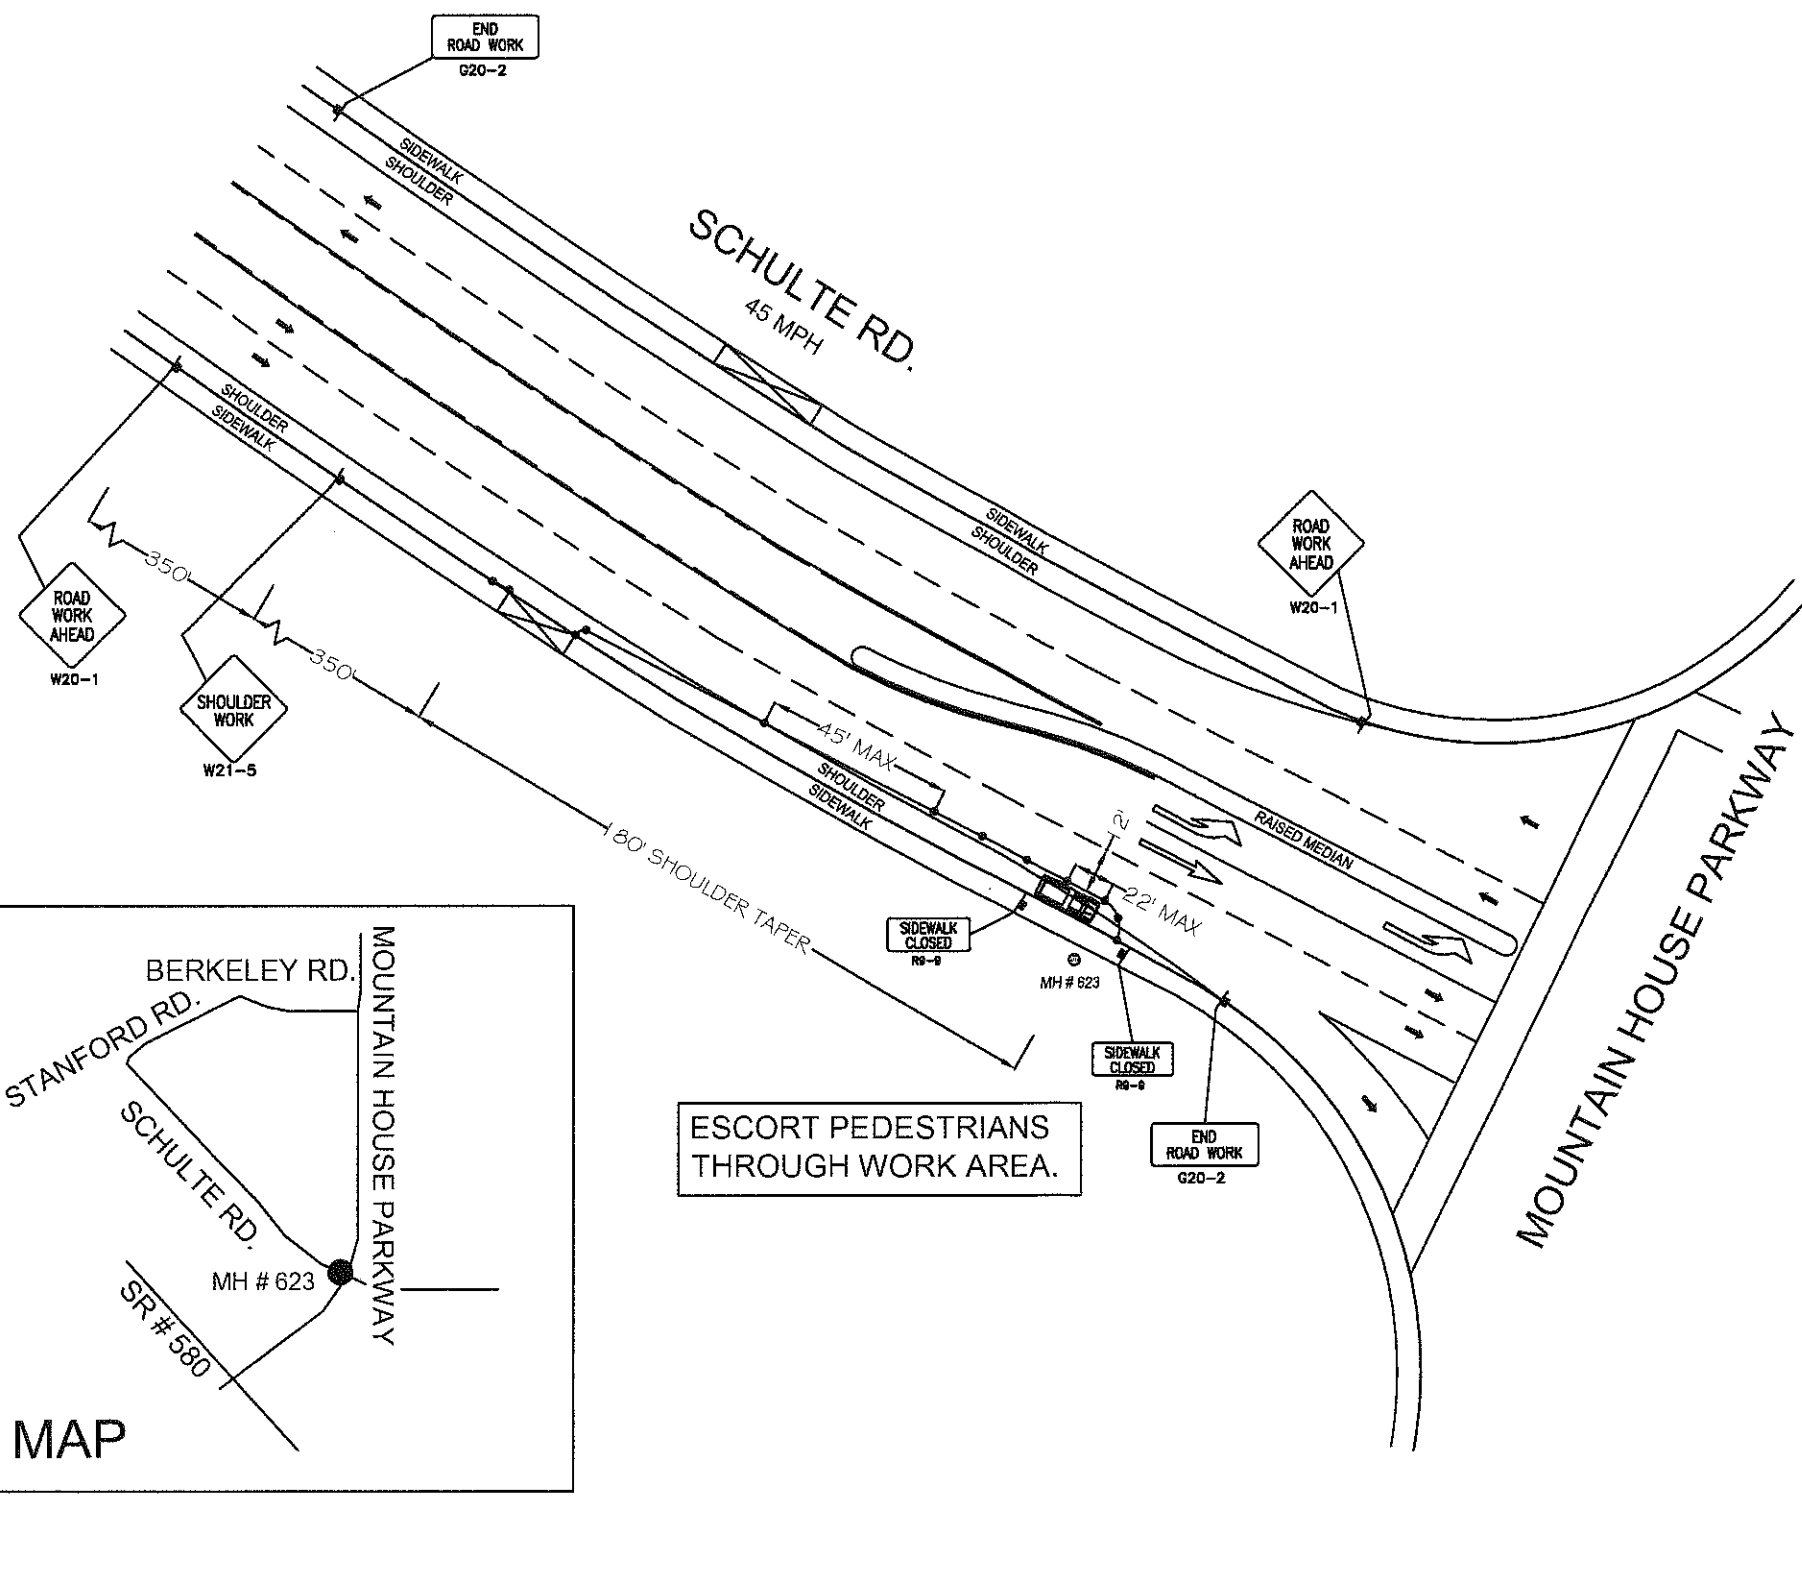 END
ROAD WORK
G20-2
SIDEWALK
SHOULDER
SCHULTE RD.
45 MPH
SHOULDER
SIDEWALK
SIDEWALK
SHOULDER
ROAD
WORK
AHEAD
W20-1
350'
ROAD
WORK
AHEAD
W20-1
350'
SHOULDER
WORK
W21-5
45' MAX
SHOULDER
SIDEWALK
180' SHOULDER TAPER
2'
22' MAX
RAISED MEDIAN
MOUNTAIN HOUSE PARKWAY
SIDEWALK
CLOSED
R9-9
MH # 623
SIDEWALK
CLOSED
R9-9
END
ROAD WORK
G20-2
ESCORT PEDESTRIANS
THROUGH WORK AREA.
BERKELEY RD.
STANFORD RD.
MOUNTAIN HOUSE PARKWAY
SCHULTE RD.
MH # 623
SR # 580
MAP